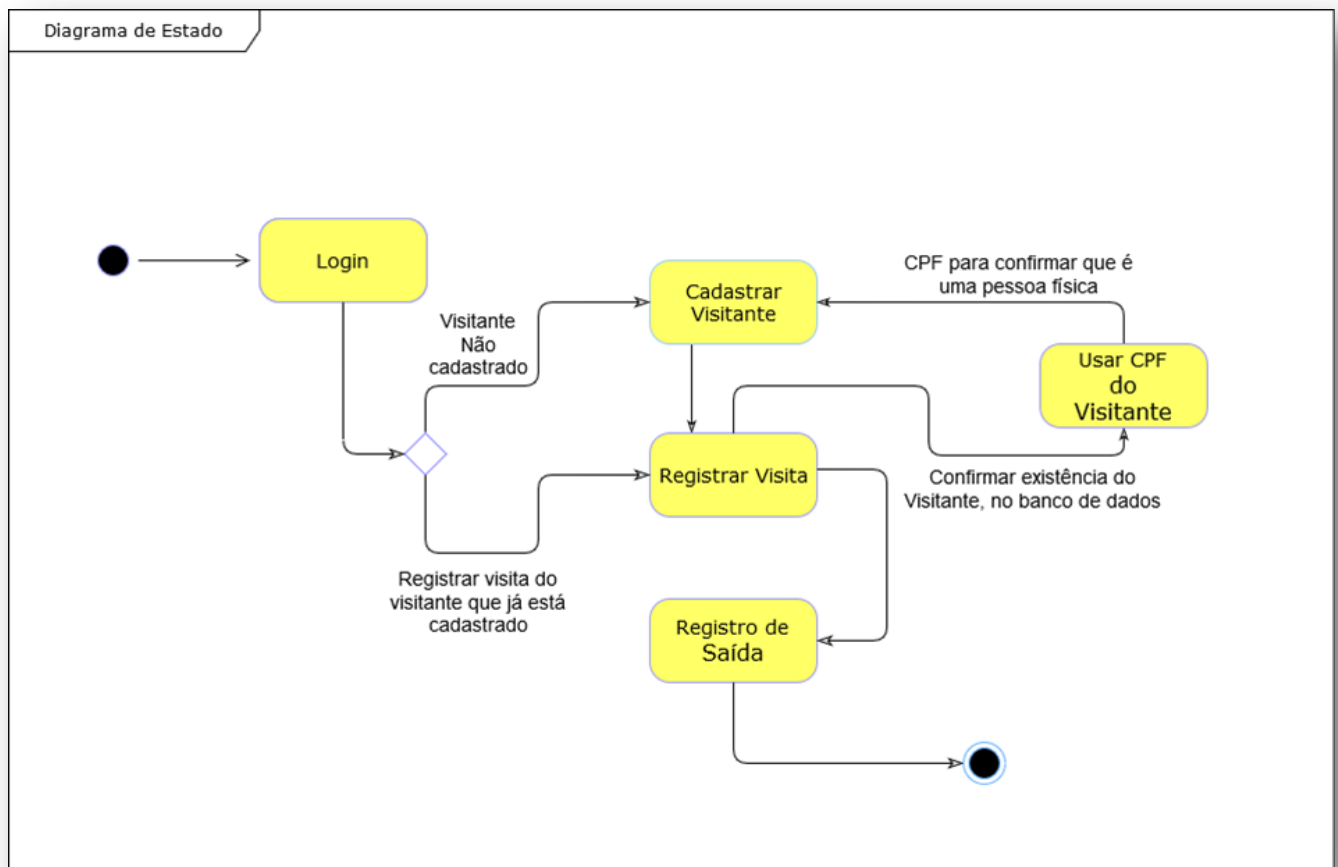 Diagrama de Estado
Login
Visitante
Não
cadastrado
Cadastrar
Visitante
CPF para confirmar que é
uma pessoa física
Usar CPF
do
Visitante
Registrar Visita
Confirmar existência do
Visitante, no banco de dados
Registrar visita do
visitante que já está
cadastrado
Registro de
Saída